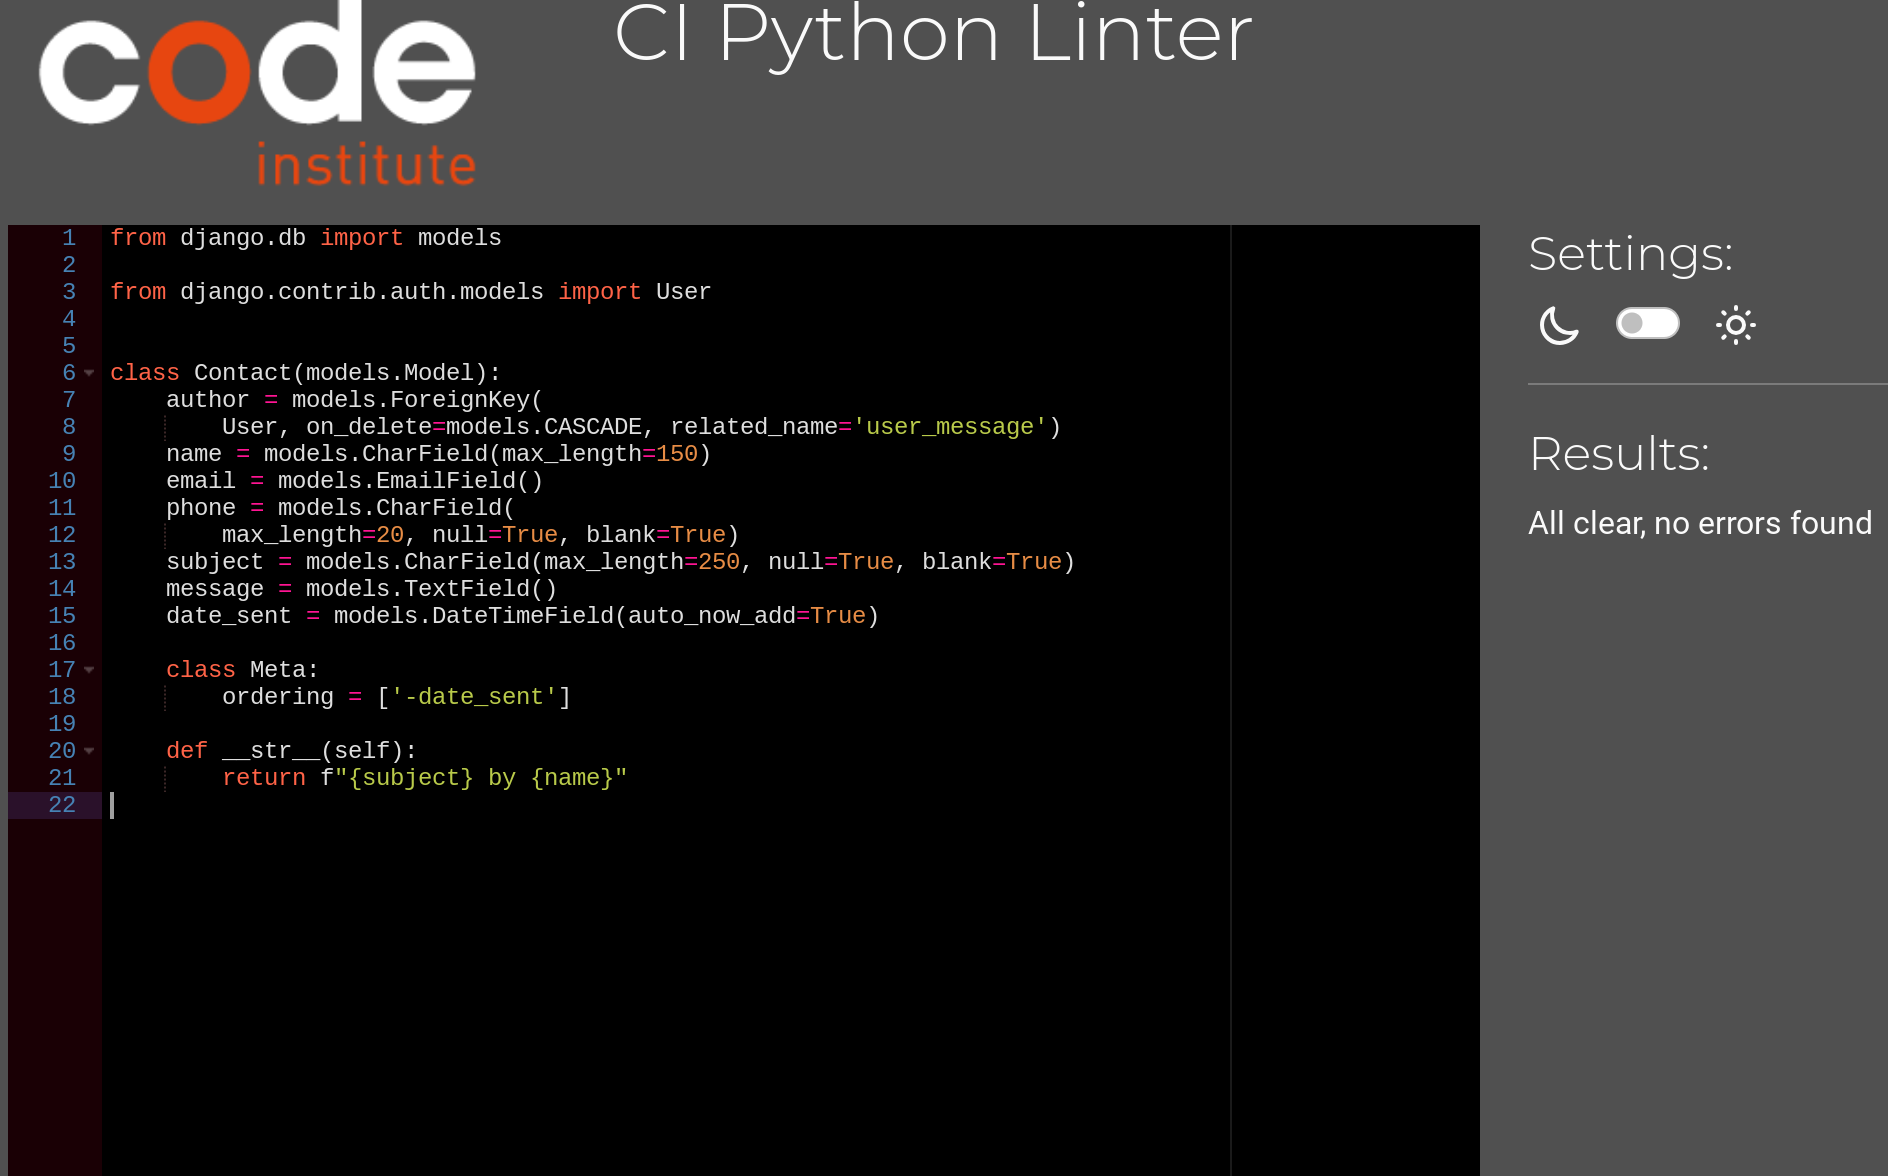 code
institute
CI Python Linter
1 from django.db import models
2
3 from django.contrib.auth.models import User
4
5
6 class Contact(models.Model):
7     author = models.ForeignKey(
8         User, on_delete=models.CASCADE, related_name='user_message')
9     name = models.CharField(max_length=150)
10     email = models.EmailField()
11     phone = models.CharField(
12         max_length=20, null=True, blank=True)
13     subject = models.CharField(max_length=250, null=True, blank=True)
14     message = models.TextField()
15     date_sent = models.DateTimeField(auto_now_add=True)
16
17     class Meta:
18         ordering = ['-date_sent']
19
20     def __str__(self):
21         return f"{subject} by {name}"
22
Settings:
Results:
All clear, no errors found